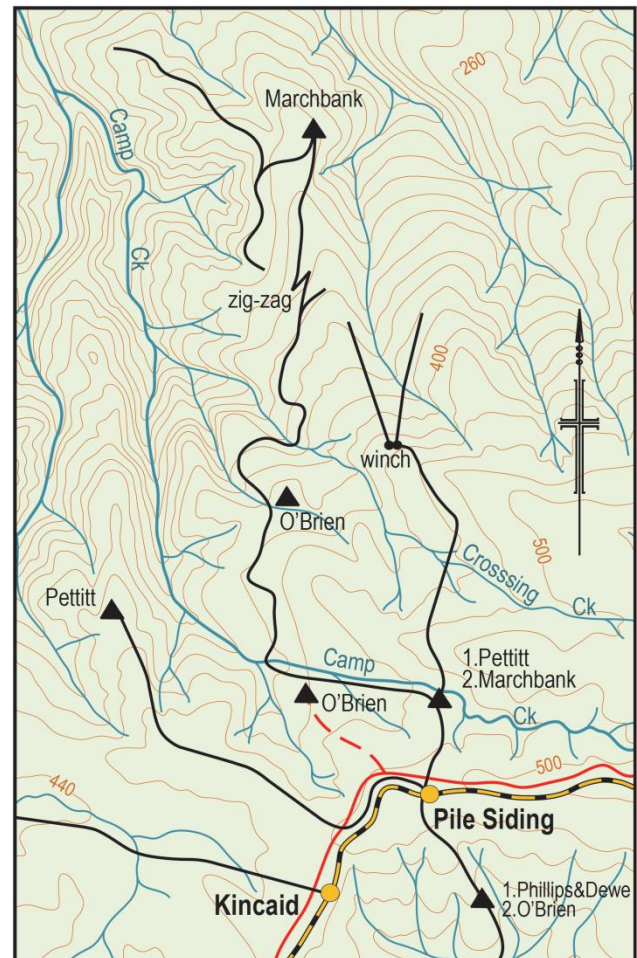 260
Marchbank
Camp
Ck
zig-zag
400
winch
O'Brien
500
Crosssing
Ck
Pettitt
Camp
Ck
1.Pettitt
2.Marchbank
O'Brien
500
440
Pile Siding
Kincaid
1.Phillips&Dewe
2.O'Brien